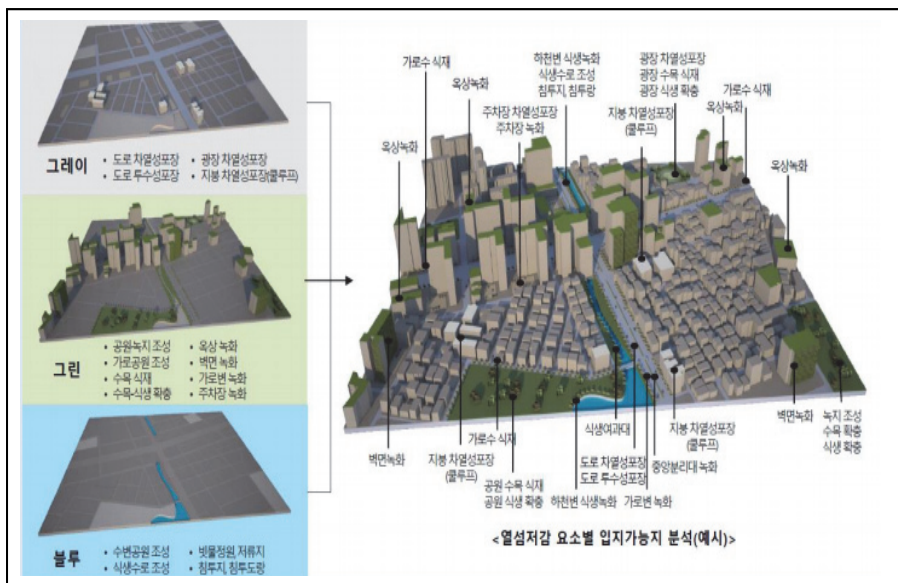 그레이
• 도로 차열성포장
• 도로 투수성포장
• 광장 차열성포장
• 지붕 차열성포장(쿨루프)
그린
• 공원녹지 조성
• 가로공원 조성
• 수목 식재
• 수목·식생 확충
• 옥상 녹화
• 벽면 녹화
• 가로변 녹화
• 주차장 녹화
블루
• 수변공원 조성
• 식생수로 조성
• 빗물정원, 저류지
• 침투지, 침투도랑
가로수 식재
옥상녹화
하천변 식생녹화
식생수로 조성
침투지, 침투랑
광장 차열성포장
광장 수목 식재
광장 식생 확충
가로수 식재
옥상녹화
주차장 차열성포장
주차장 녹화
지붕 차열성포장
(쿨루프)
옥상녹화
옥상녹화
벽면녹화
지붕 차열성포장
(쿨루프)
가로수 식재
공원 수목 식재
공원 식생 확충
식생여과대
하천변 식생녹화
도로 차열성포장
도로 투수성포장
가로변 녹화
중앙분리대 녹화
지붕 차열성포장
(쿨루프)
벽면녹화
녹지 조성
수목 확충
식생 확충
<열섬저감 요소별 입지가능지 분석(예시)>